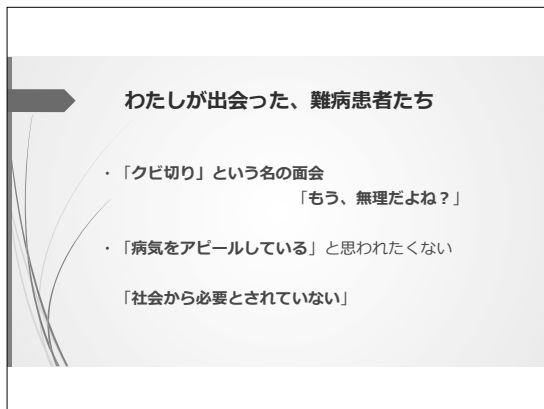 わたしが出会った、難病患者たち
・「クビ切り」という名の面会
「もう、無理だよね？」
・「病気をアピールしている」と思われたくない
「社会から必要とされていない」